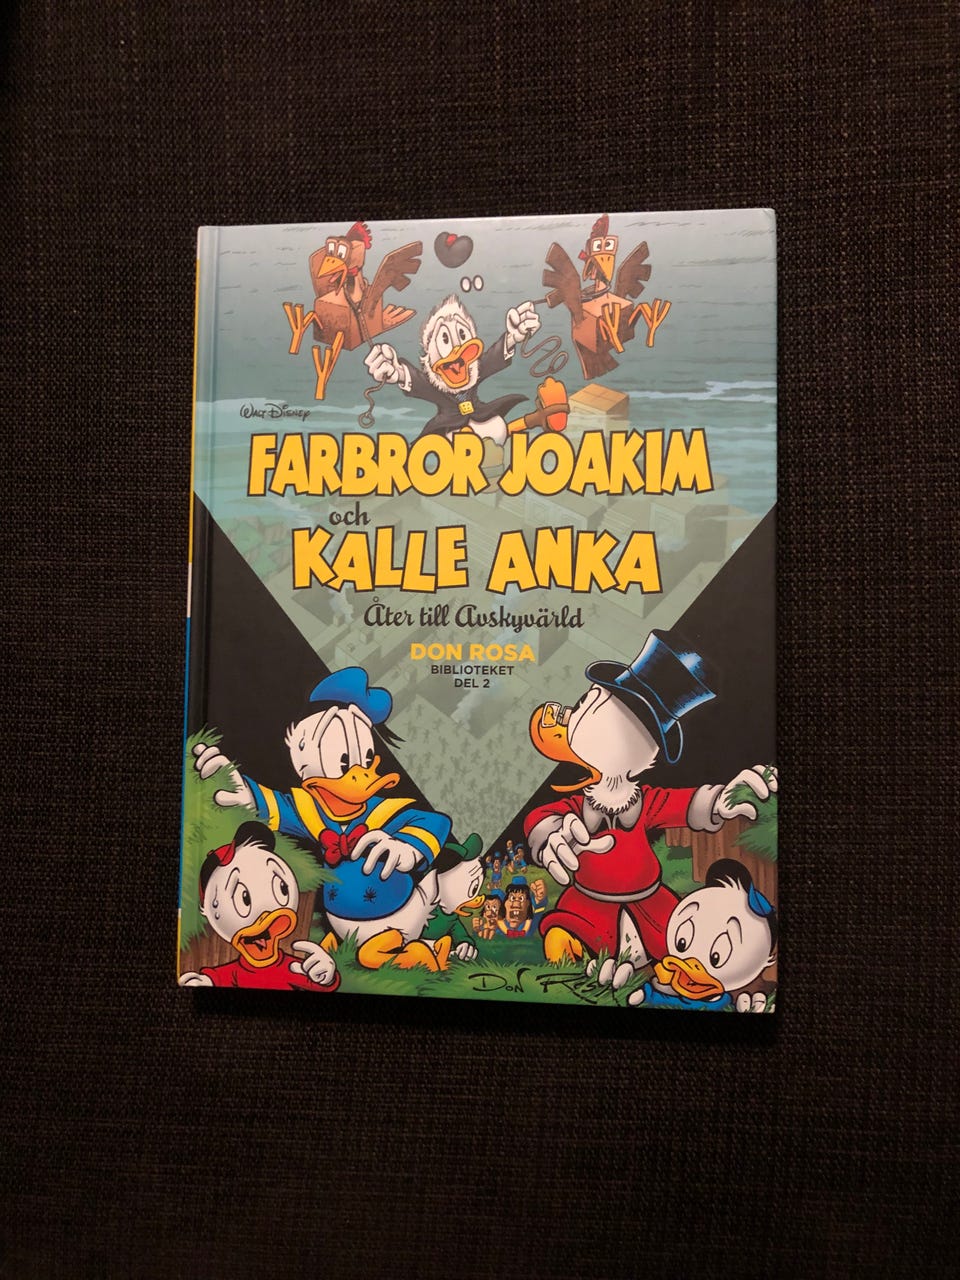 Walt Disney
FARBROR JOAKIM
och
KALLE ANKA
Åter till Avskyvärld
DON ROSA
BIBLIOTEKET
DEL 2
Don Rosa